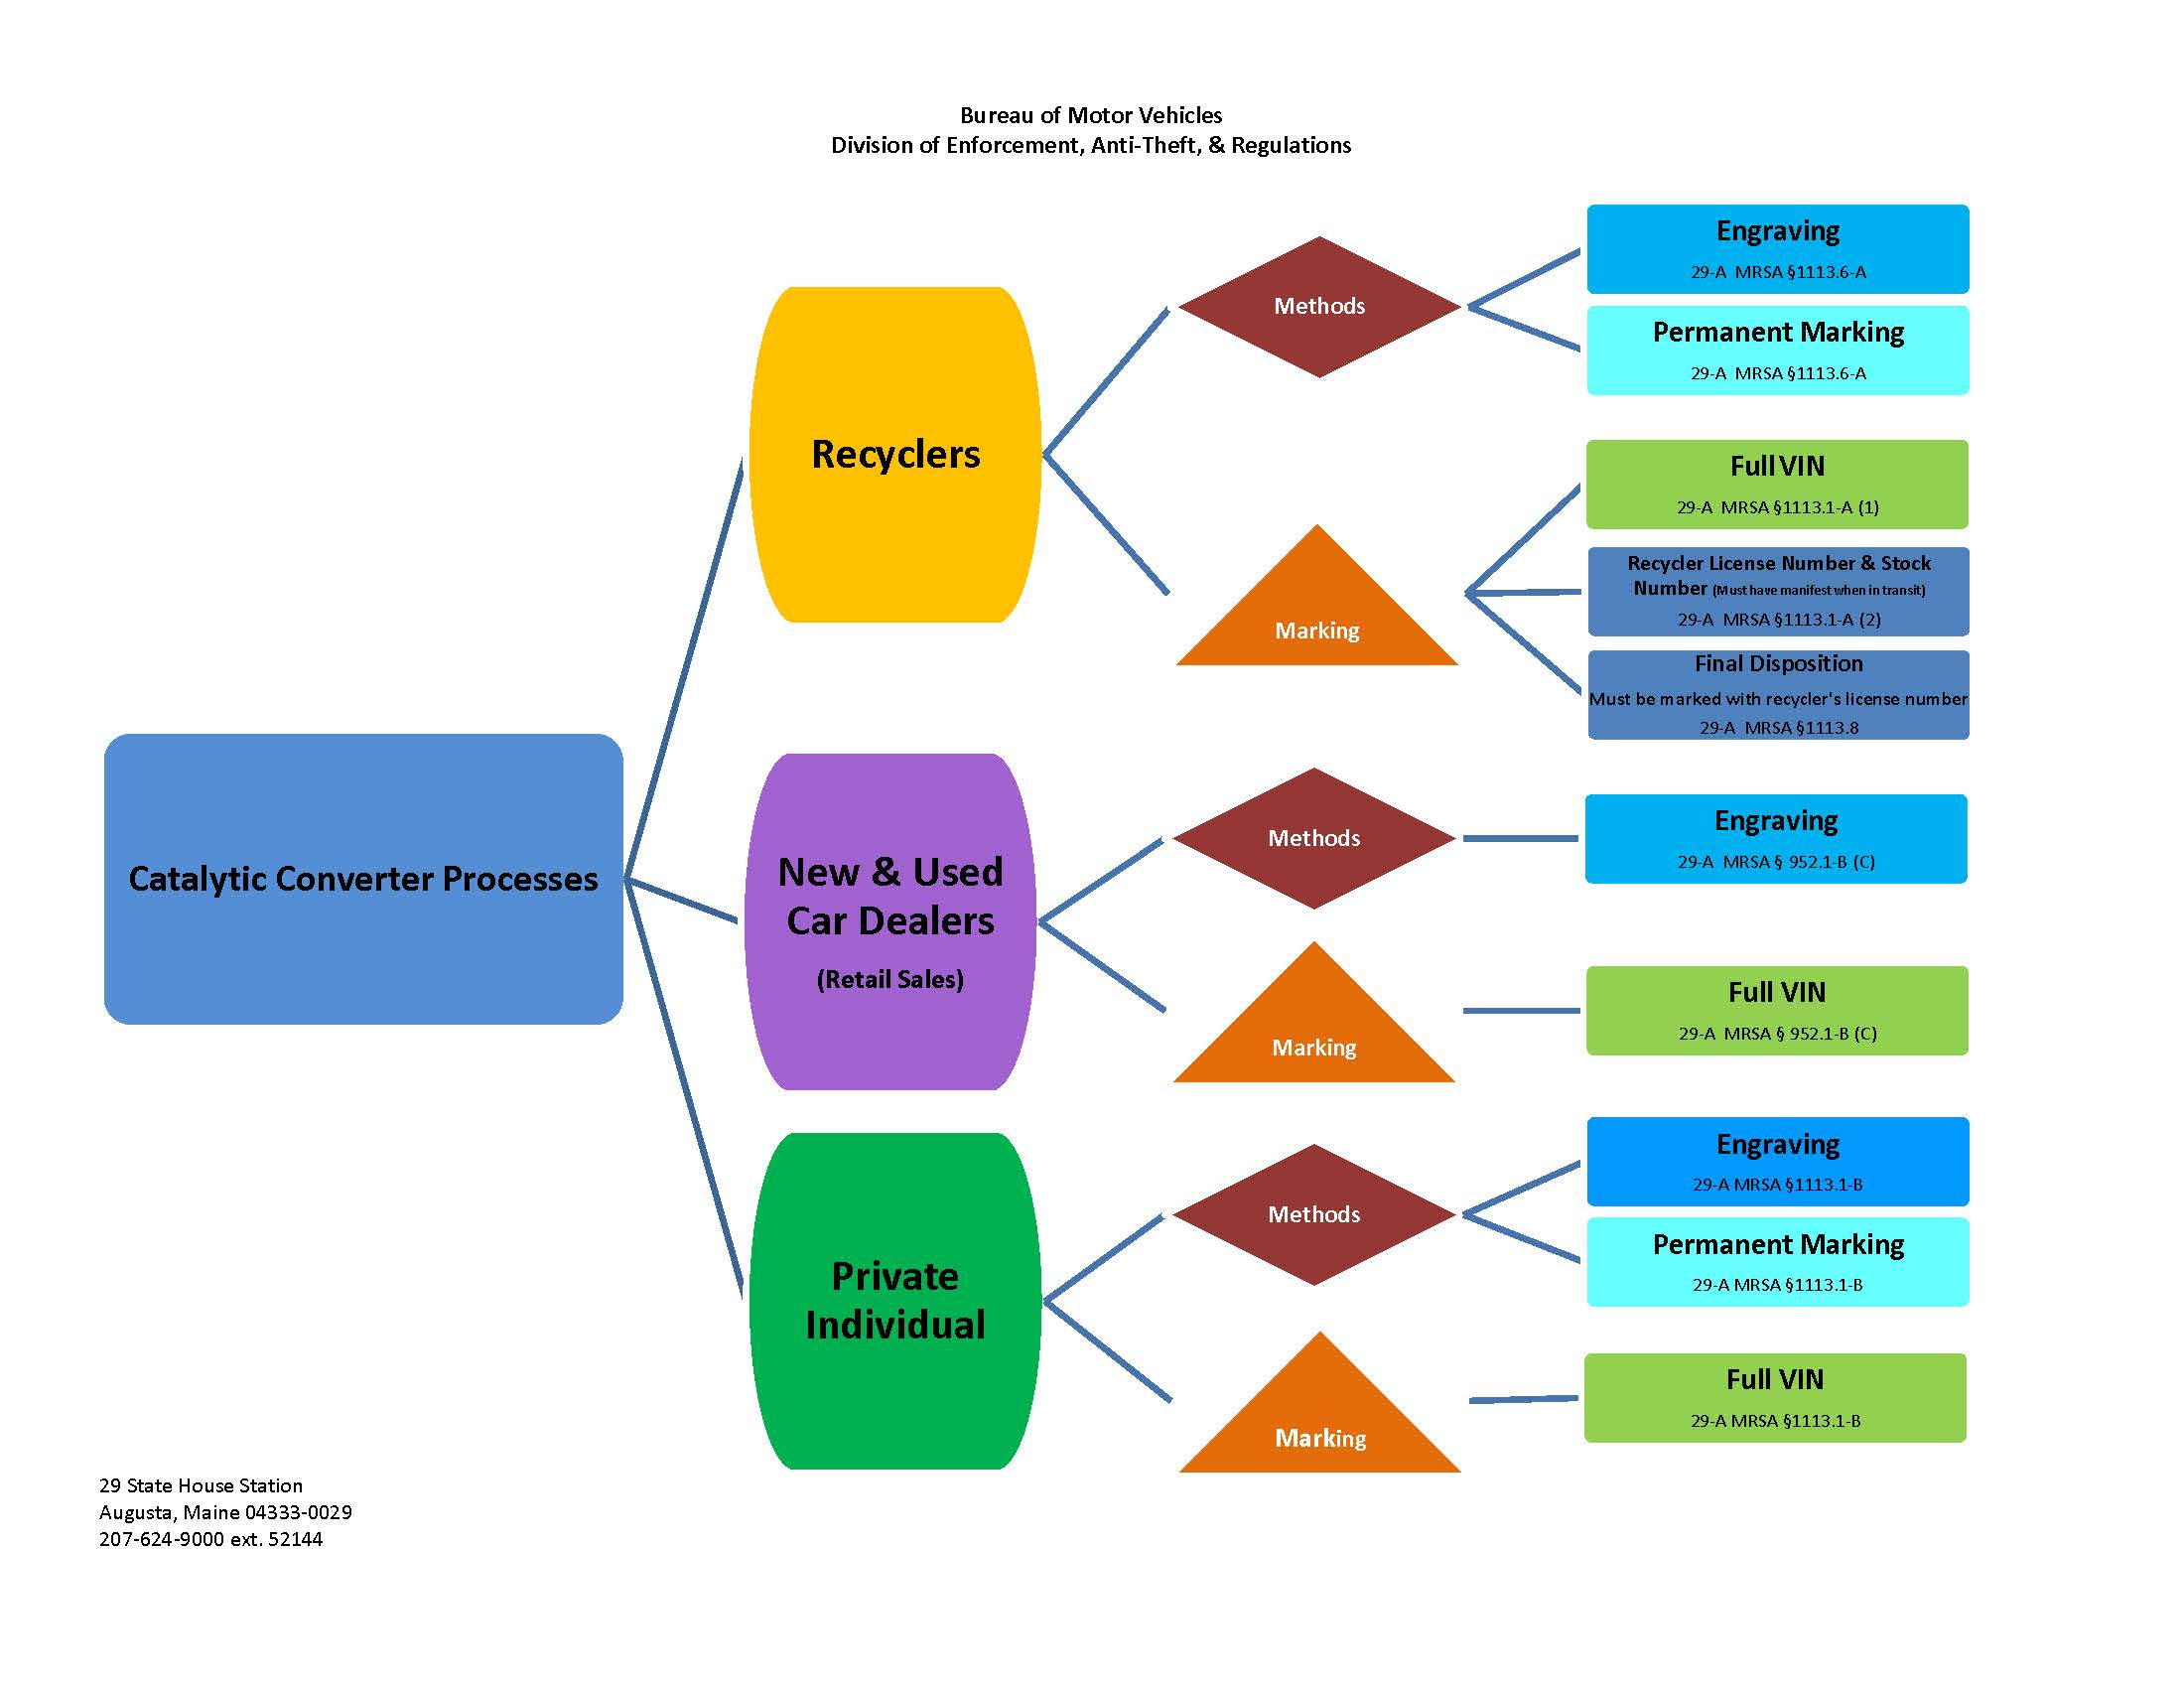 Bureau of Motor Vehicles
Division of Enforcement, Anti-Theft, & Regulations
Catalytic Converter Processes
Recyclers
Methods
Engraving
29-A MRSA §1113.6-A
Permanent Marking
29-A MRSA §1113.6-A
Marking
Full VIN
29-A MRSA §1113.1-A (1)
Recycler License Number & Stock
Number (Must have manifest when in transit)
29-A MRSA §1113.1-A (2)
Final Disposition
Must be marked with recycler's license number
29-A MRSA §1113.8
New & Used
Car Dealers
(Retail Sales)
Methods
Engraving
29-A MRSA § 952.1-B (C)
Marking
Full VIN
29-A MRSA § 952.1-B (C)
Private
Individual
Methods
Engraving
29-A MRSA §1113.1-B
Permanent Marking
29-A MRSA §1113.1-B
Marking
Full VIN
29-A MRSA §1113.1-B
29 State House Station
Augusta, Maine 04333-0029
207-624-9000 ext. 52144